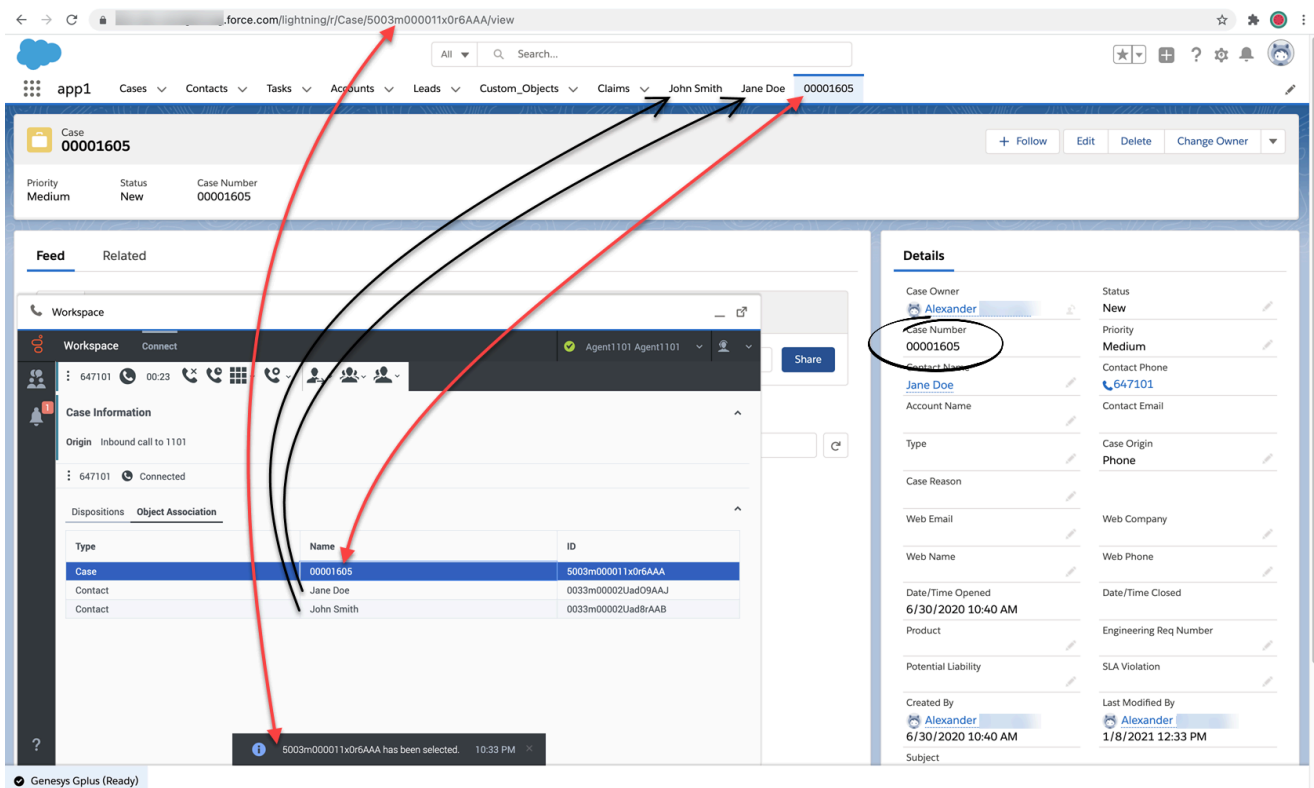 .force.com/lightning/r/Case/5003m000011x0r6AAA/view
All Search...
app1 Cases Contacts Tasks Accounts Leads Custom_Objects Claims John Smith Jane Doe 00001605
Case
00001605
+ Follow Edit Delete Change Owner
Priority Status Case Number
Medium New 00001605
Feed Related
Workspace
Workspace Connect Agent1101 Agent1101
Share
647101 00:23
1
Case Information
Origin Inbound call to 1101
647101 Connected
Dispositions Object Association
Type Name ID
Case 00001605 5003m000011x0r6AAA
Contact Jane Doe 0033m00002UadO9AAJ
Contact John Smith 0033m00002Uad8rAAB
?
5003m000011x0r6AAA has been selected. 10:33 PM
Genesys Gplus (Ready)
Details
Case Owner Status
Alexander New
Case Number Priority
00001605 Medium
Contact Name Contact Phone
Jane Doe 647101
Account Name Contact Email
Type Case Origin
Phone
Case Reason
Web Email Web Company
Web Name Web Phone
Date/Time Opened Date/Time Closed
6/30/2020 10:40 AM
Product Engineering Req Number
Potential Liability SLA Violation
Created By Last Modified By
Alexander Alexander
6/30/2020 10:40 AM 1/8/2021 12:33 PM
Subject